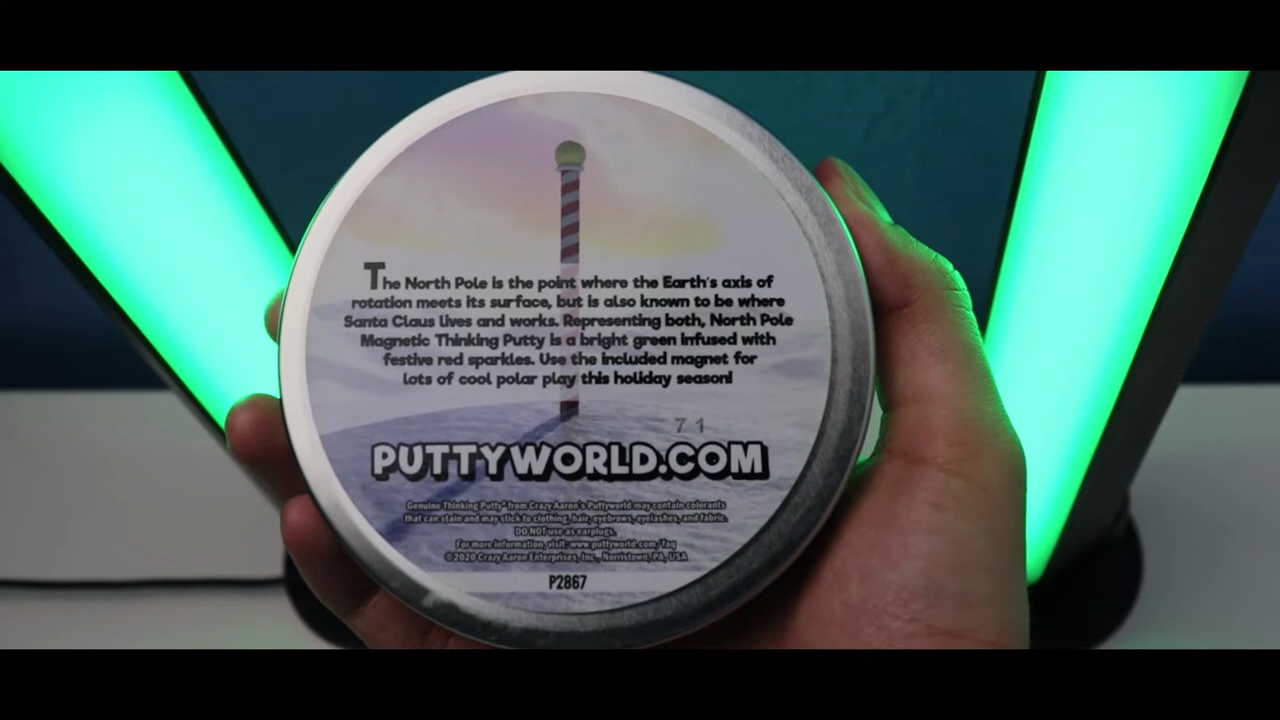 The North Pole is the point where the Earth's axis of
rotation meets its surface, but is also known to be where
Santa Claus lives and works. Representing both, North Pole
Magnetic Thinking Putty is a bright green infused with
festive red sparkles. Use the included magnet for
lots of cool polar play this holiday season!
71
PUTTYWORLD.COM
Genuine Thinking Putty® from Crazy Aaron's Puttyworld may contain colorants
that can stain and may stick to clothing, hair, eyebrows, eyelashes, and fabric.
DO NOT use as earplugs.
For more information, visit: www.puttyworld.com/faq
©2020 Crazy Aaron Enterprises, Inc., Norristown, PA, USA
P2867